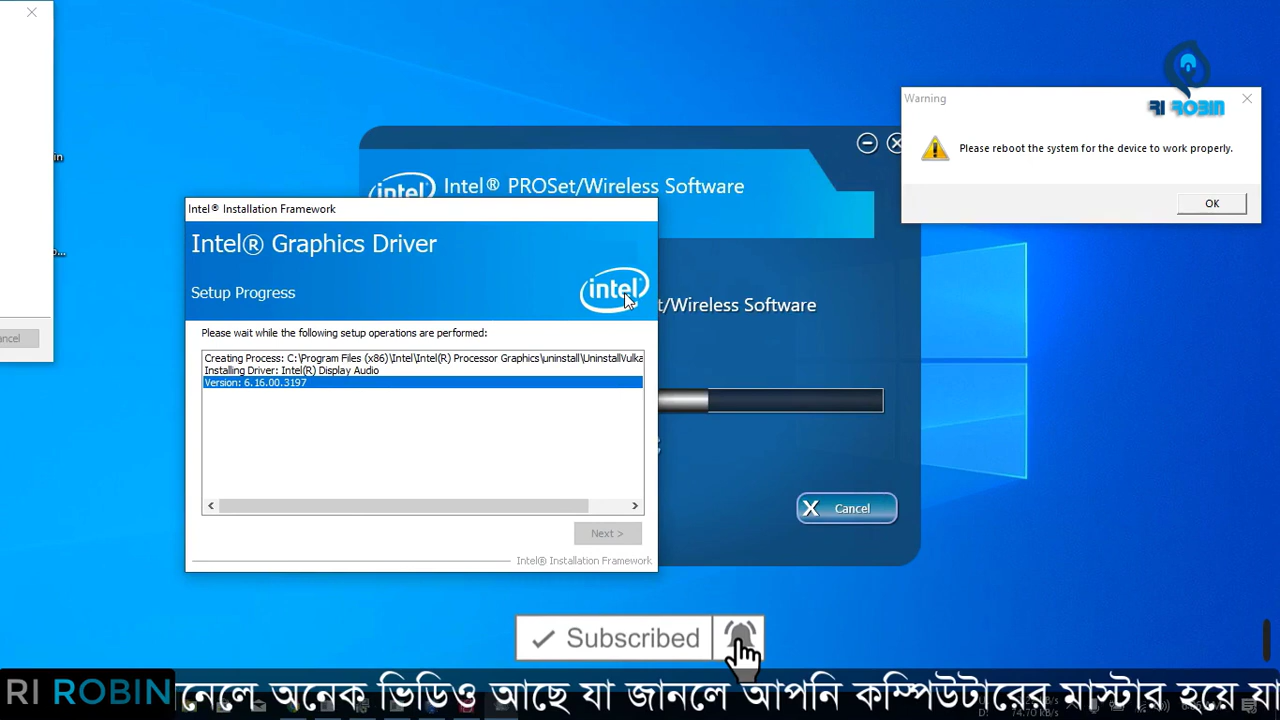 Warning
RI ROBIN
Please reboot the system for the device to work properly.
OK
intel
Intel® PROSet/Wireless Software
t/Wireless Software
Cancel
Intel® Installation Framework
Intel® Graphics Driver
intel
Setup Progress
Please wait while the following setup operations are performed:
Creating Process: C:\Program Files (x86)\Intel\Intel(R) Processor Graphics\uninstall\UninstallVulka
Installing Driver: Intel(R) Display Audio
Version: 6.16.00.3197
Next >
Intel® Installation Framework
in
o...
ancel
Subscribed
RI ROBIN
নেলে অনেক ভিডিও আছে যা জানলে আপনি কম্পিউটারের মাস্টার হয়ে যা